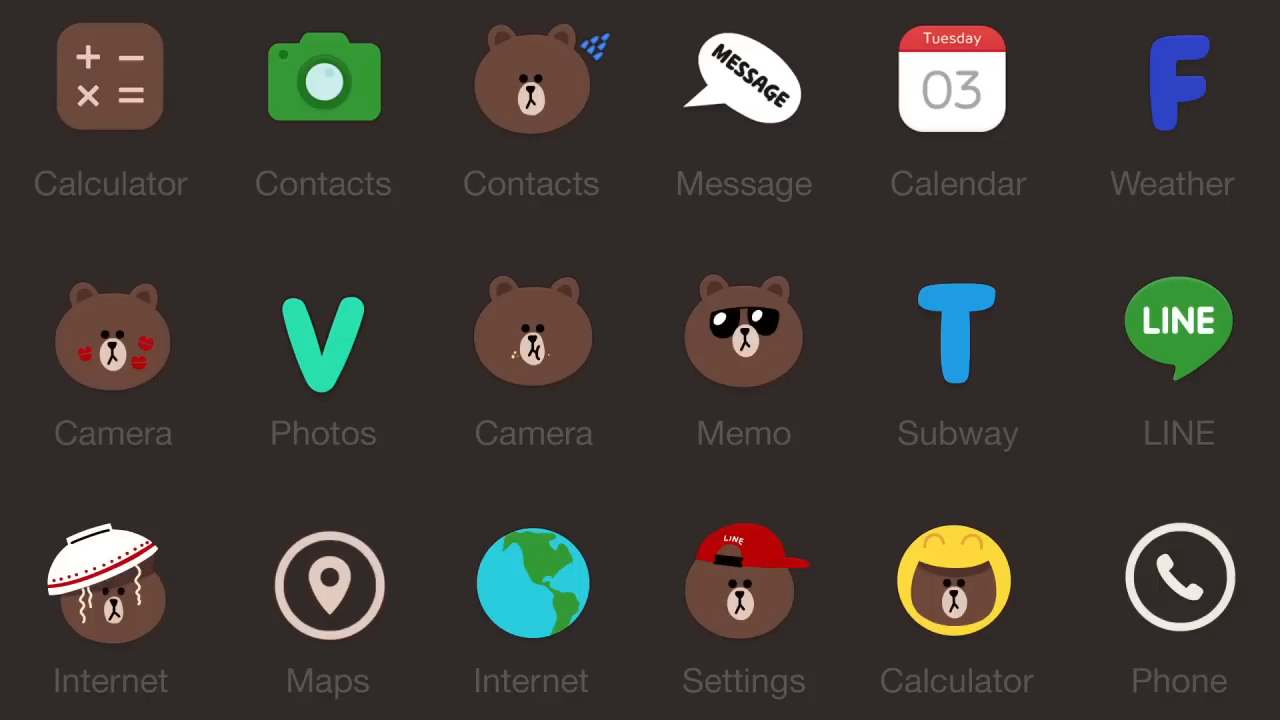 Tuesday
MESSAGE
03
F
Calculator
Contacts
Contacts
Message
Calendar
Weather
V
T
LINE
Camera
Photos
Camera
Memo
Subway
LINE
LINE
Internet
Maps
Internet
Settings
Calculator
Phone